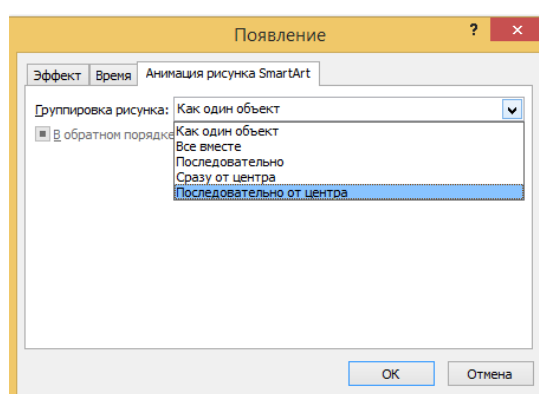 Появление
? ×
Эффект Время Анимация рисунка SmartArt
Группировка рисунка: Как один объект
В обратном порядке
Как один объект
Все вместе
Последовательно
Сразу от центра
Последовательно от центра
ОК Отмена